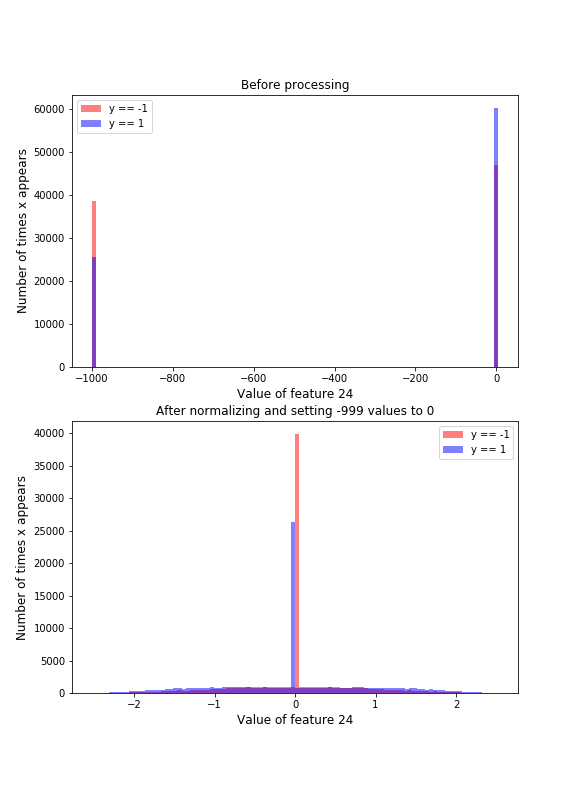 Before processing
y == -1
y == 1
60000
50000
40000
30000
20000
10000
0
Number of times x appears
−1000 −800 −600 −400 −200 0
Value of feature 24
After normalizing and setting -999 values to 0
y == -1
y == 1
40000
35000
30000
25000
20000
15000
10000
5000
0
Number of times x appears
−2 −1 0 1 2
Value of feature 24